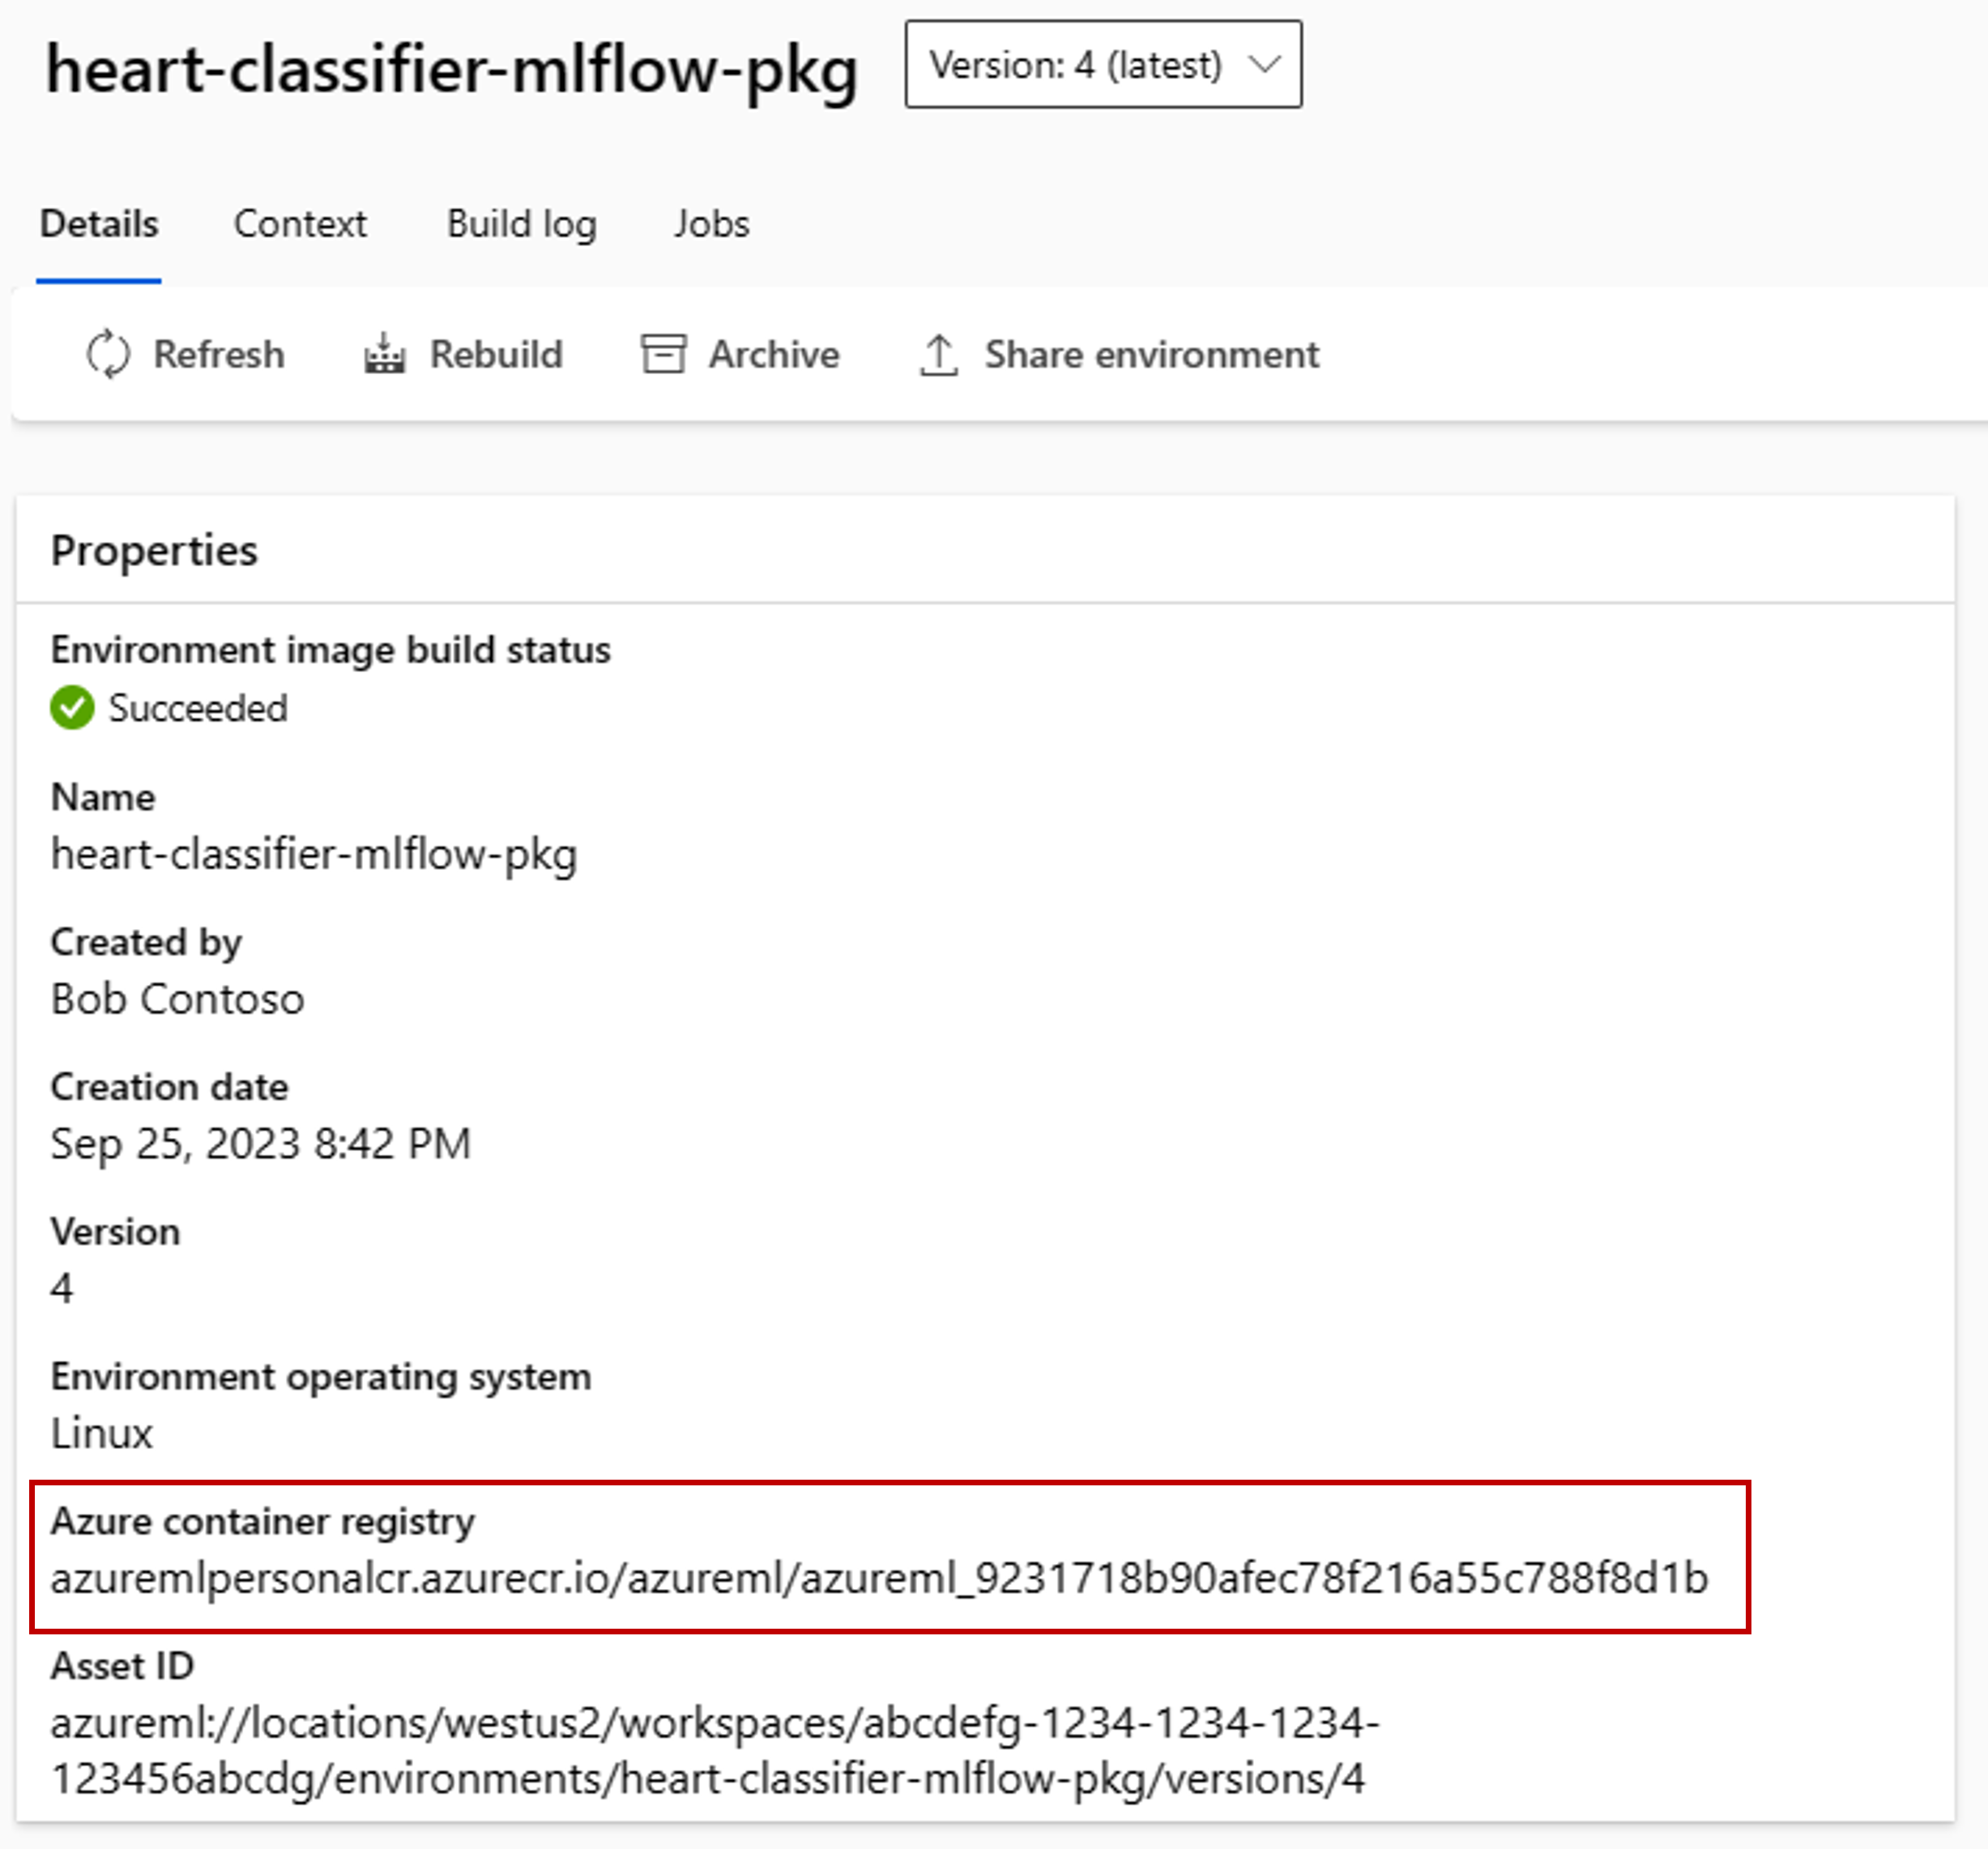 heart-classifier-mlflow-pkg
Version: 4 (latest)
Details Context Build log Jobs
Refresh Rebuild Archive Share environment
Properties
Environment image build status
Succeeded
Name
heart-classifier-mlflow-pkg
Created by
Bob Contoso
Creation date
Sep 25, 2023 8:42 PM
Version
4
Environment operating system
Linux
Azure container registry
azuremlpersonalcr.azurecr.io/azureml/azureml_9231718b90afec78f216a55c788f8d1b
Asset ID
azureml://locations/westus2/workspaces/abcdefg-1234-1234-1234-
123456abcdg/environments/heart-classifier-mlflow-pkg/versions/4